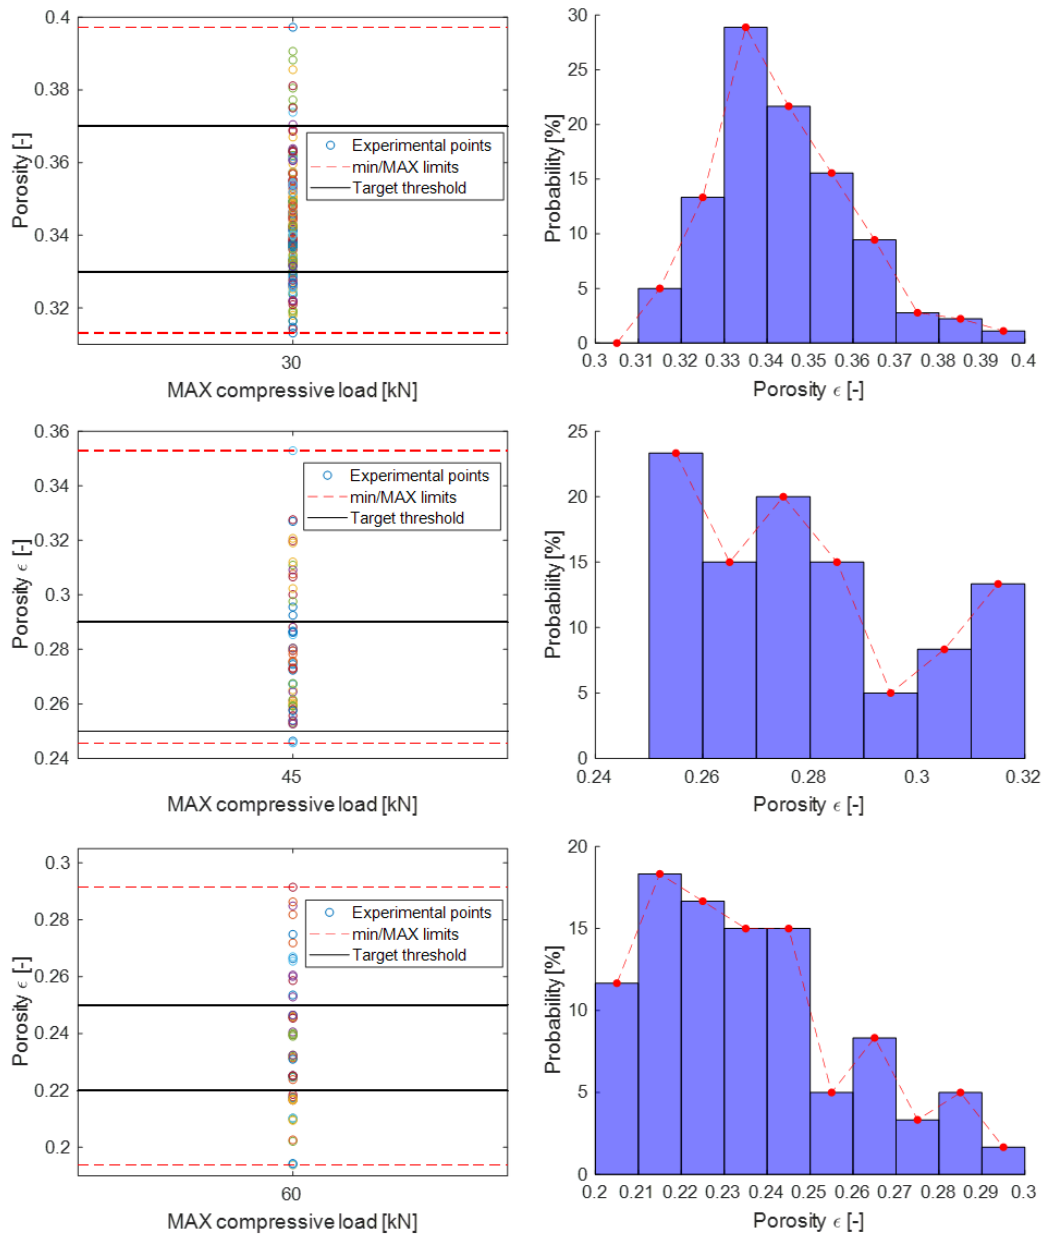 0.4
0.38
0.36
0.34
0.32
Porosity [-]
Experimental points
min/MAX limits
Target threshold
30
MAX compressive load [kN]
30
25
20
15
10
5
0
Probability [%]
0.3 0.31 0.32 0.33 0.34 0.35 0.36 0.37 0.38 0.39 0.4
Porosity ϵ [-]
0.36
0.34
0.32
0.3
0.28
0.26
0.24
Porosity ϵ [-]
Experimental points
min/MAX limits
Target threshold
45
MAX compressive load [kN]
25
20
15
10
5
0
Probability [%]
0.24 0.26 0.28 0.3 0.32
Porosity ϵ [-]
0.3
0.28
0.26
0.24
0.22
0.2
Porosity ϵ [-]
Experimental points
min/MAX limits
Target threshold
60
MAX compressive load [kN]
20
15
10
5
0
Probability [%]
0.2 0.21 0.22 0.23 0.24 0.25 0.26 0.27 0.28 0.29 0.3
Porosity ϵ [-]